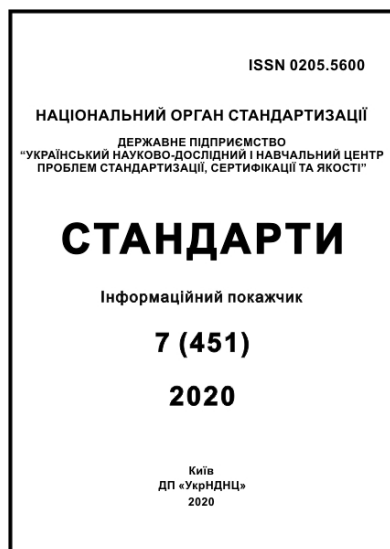 ISSN 0205.5600
НАЦІОНАЛЬНИЙ ОРГАН СТАНДАРТИЗАЦІЇ
ДЕРЖАВНЕ ПІДПРИЄМСТВО
“УКРАЇНСЬКИЙ НАУКОВО-ДОСЛІДНИЙ І НАВЧАЛЬНИЙ ЦЕНТР
ПРОБЛЕМ СТАНДАРТИЗАЦІЇ, СЕРТИФІКАЦІЇ ТА ЯКОСТІ”
СТАНДАРТИ
Інформаційний покажчик
7 (451)
2020
Київ
ДП «УкрНДНЦ»
2020